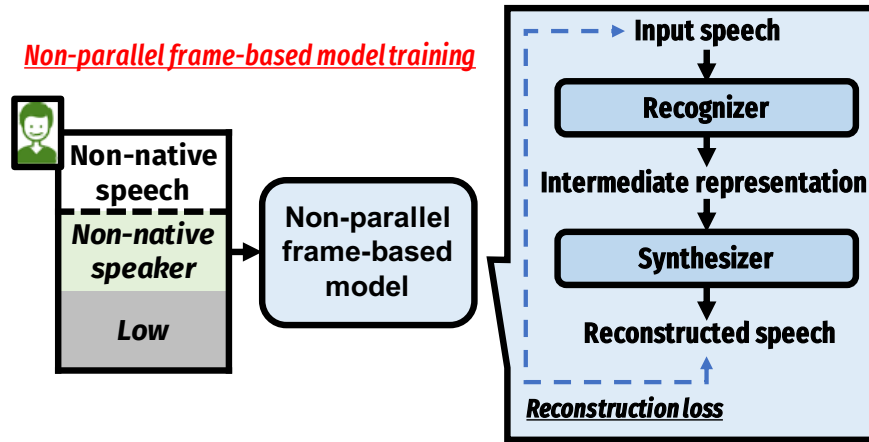 Non-parallel frame-based model training
Non-native
speech
Non-native
speaker
Low
Non-parallel
frame-based
model
Input speech
Recognizer
Intermediate representation
Synthesizer
Reconstructed speech
Reconstruction loss